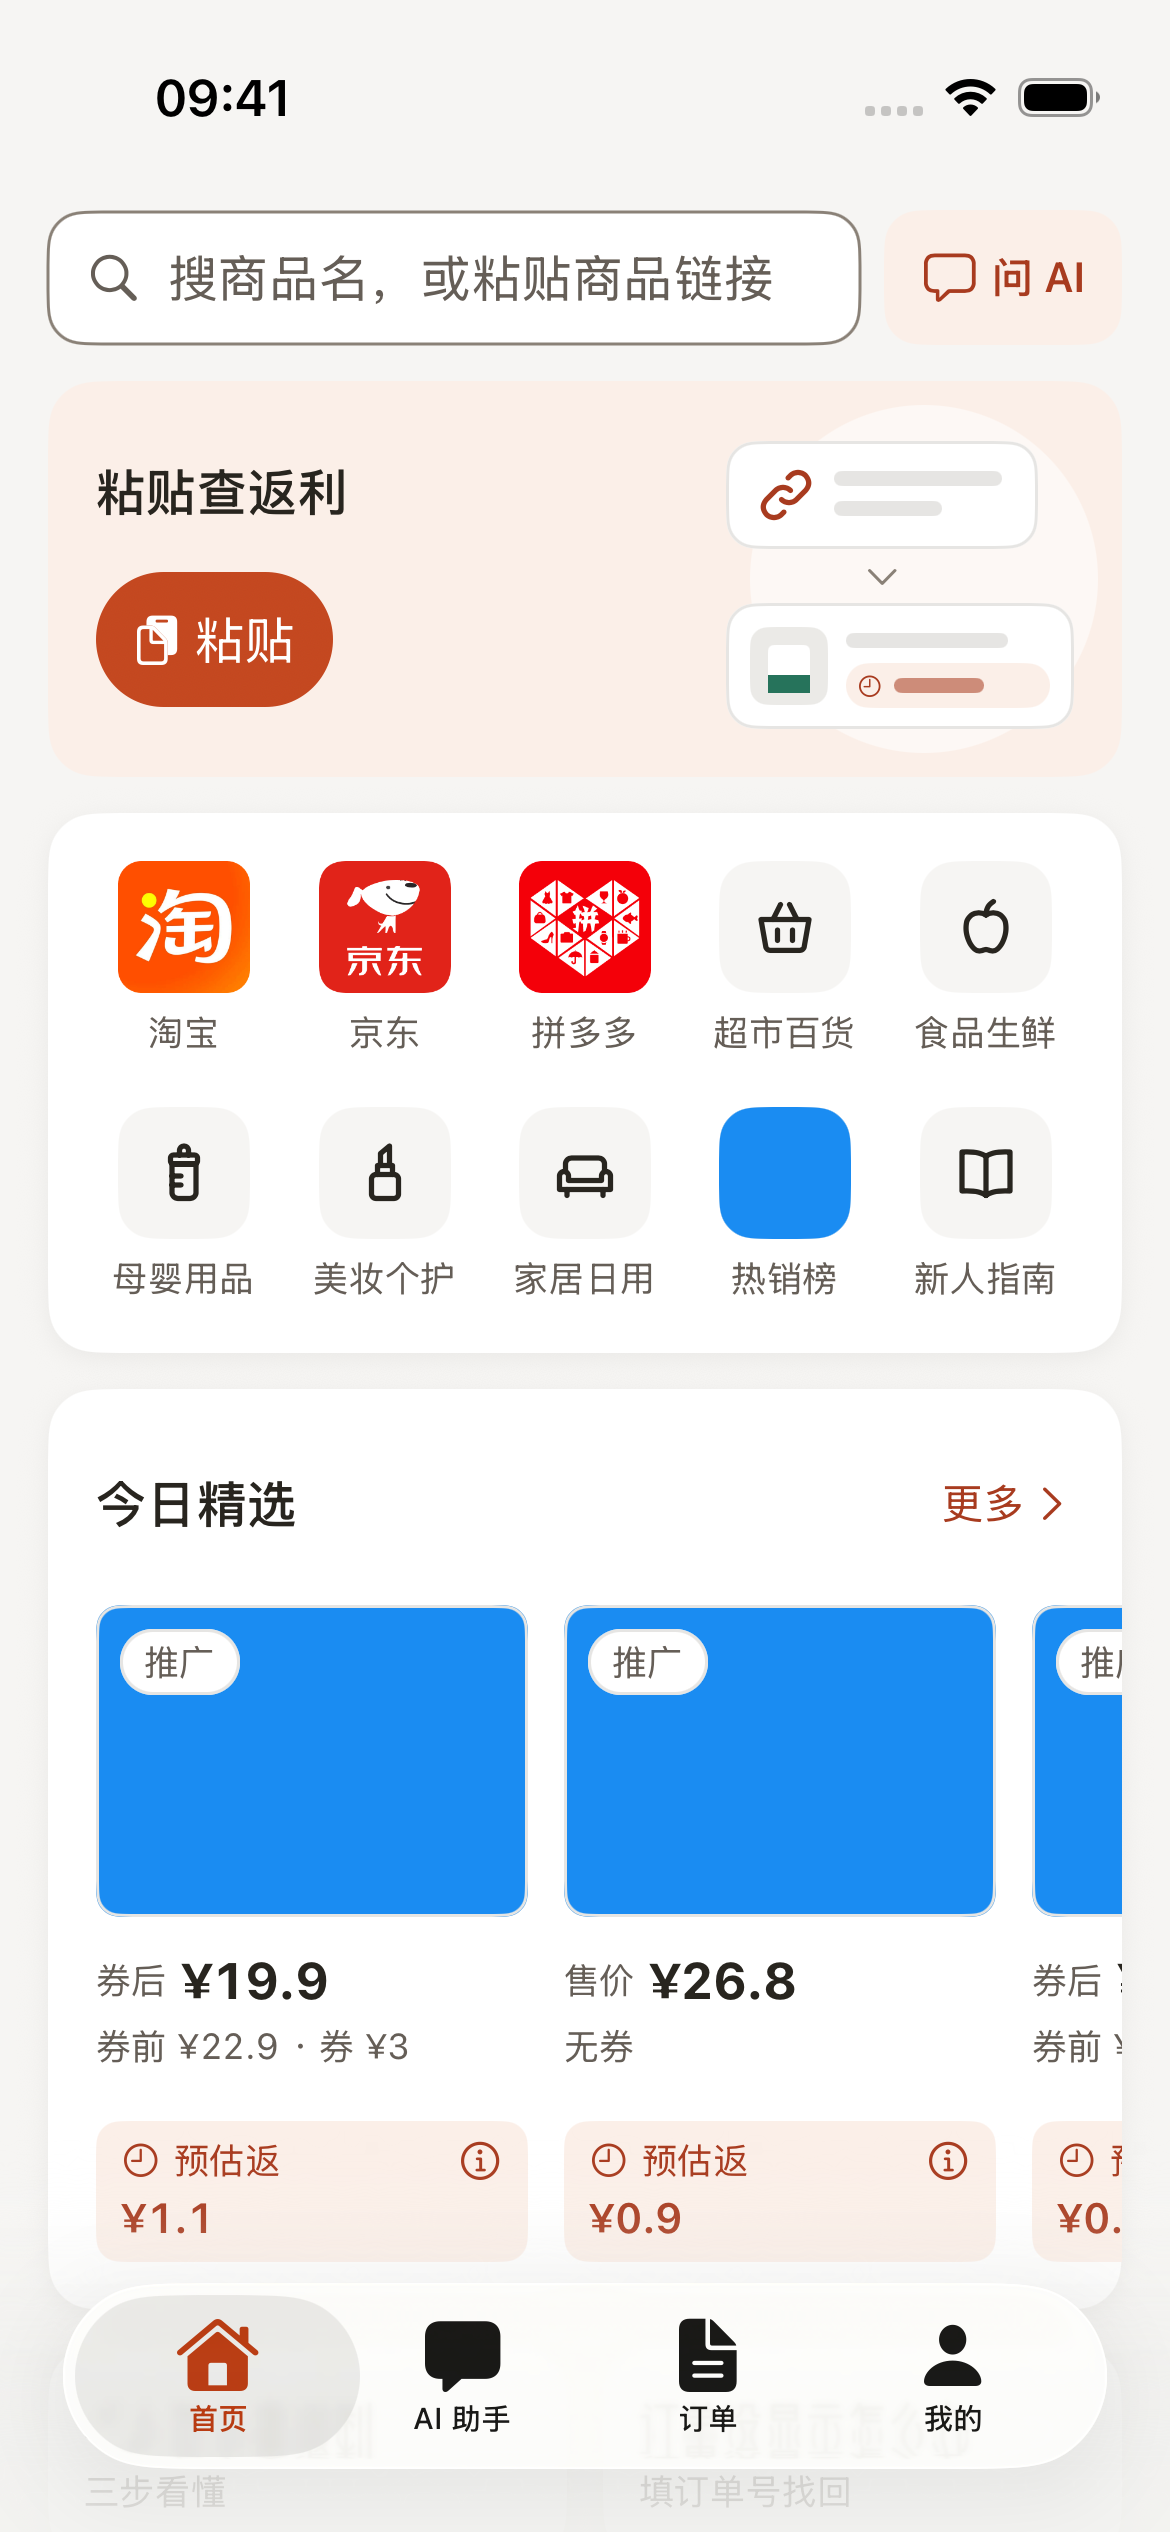 09:41
搜商品名，或粘贴商品链接
问 AI
粘贴查返利
粘贴
淘
京东
拼
淘宝
京东
拼多多
超市百货
食品生鲜
母婴用品
美妆个护
家居日用
热销榜
新人指南
今日精选
更多
推广
推广
推广
券后 ¥19.9
售价 ¥26.8
券后
券前 ¥22.9 · 券 ¥3
无券
券前
预估返
预估返
¥1.1
¥0.9
¥0.
首页
AI 助手
订单
我的
三步看懂
填订单号找回